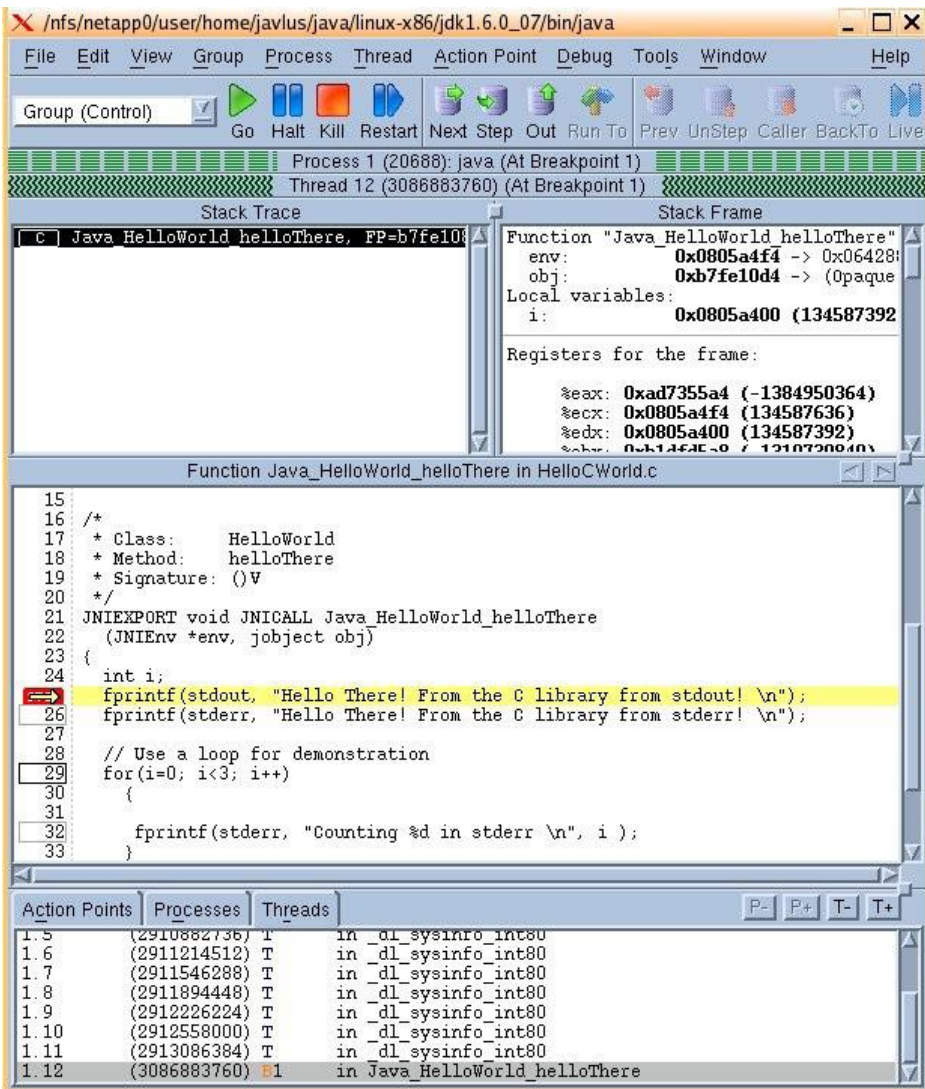 /nfs/netapp0/user/home/javlus/java/linux-x86/jdk1.6.0_07/bin/java
File Edit View Group Process Thread Action Point Debug Tools Window Help
Group (Control)
Go Halt Kill Restart Next Step Out Run To Prev UnStep Caller BackTo Live
Process 1 (20688): java (At Breakpoint 1)
Thread 12 (3086883760) (At Breakpoint 1)
Stack Trace
C Java_HelloWorld_helloThere, FP=b7fe108
Stack Frame
Function "Java_HelloWorld_helloThere"
env: 0x0805a4f4 -> 0x06428
obj: 0xb7fe10d4 -> (Opaque
Local variables:
i: 0x0805a400 (134587392
Registers for the frame:
%eax: 0xad7355a4 (-1384950364)
%ecx: 0x0805a4f4 (134587636)
%edx: 0x0805a400 (134587392)
Function Java_HelloWorld_helloThere in HelloCWorld.c
15
16 /*
17 * Class: HelloWorld
18 * Method: helloThere
19 * Signature: ()V
20 */
21 JNIEXPORT void JNICALL Java_HelloWorld_helloThere
22 (JNIEnv *env, jobject obj)
23 {
24 int i;
fprintf(stdout, "Hello There! From the C library from stdout! \n");
26 fprintf(stderr, "Hello There! From the C library from stderr! \n");
27
28 // Use a loop for demonstration
29 for(i=0; i<3; i++)
30 {
31
32 fprintf(stderr, "Counting %d in stderr \n", i );
33 }
Action Points Processes Threads P- P+ T- T+
1.5 (2910882736) T in _dl_sysinfo_int80
1.6 (2911214512) T in _dl_sysinfo_int80
1.7 (2911546288) T in _dl_sysinfo_int80
1.8 (2911894448) T in _dl_sysinfo_int80
1.9 (2912226224) T in _dl_sysinfo_int80
1.10 (2912558000) T in _dl_sysinfo_int80
1.11 (2913086384) T in _dl_sysinfo_int80
1.12 (3086883760) B1 in Java_HelloWorld_helloThere